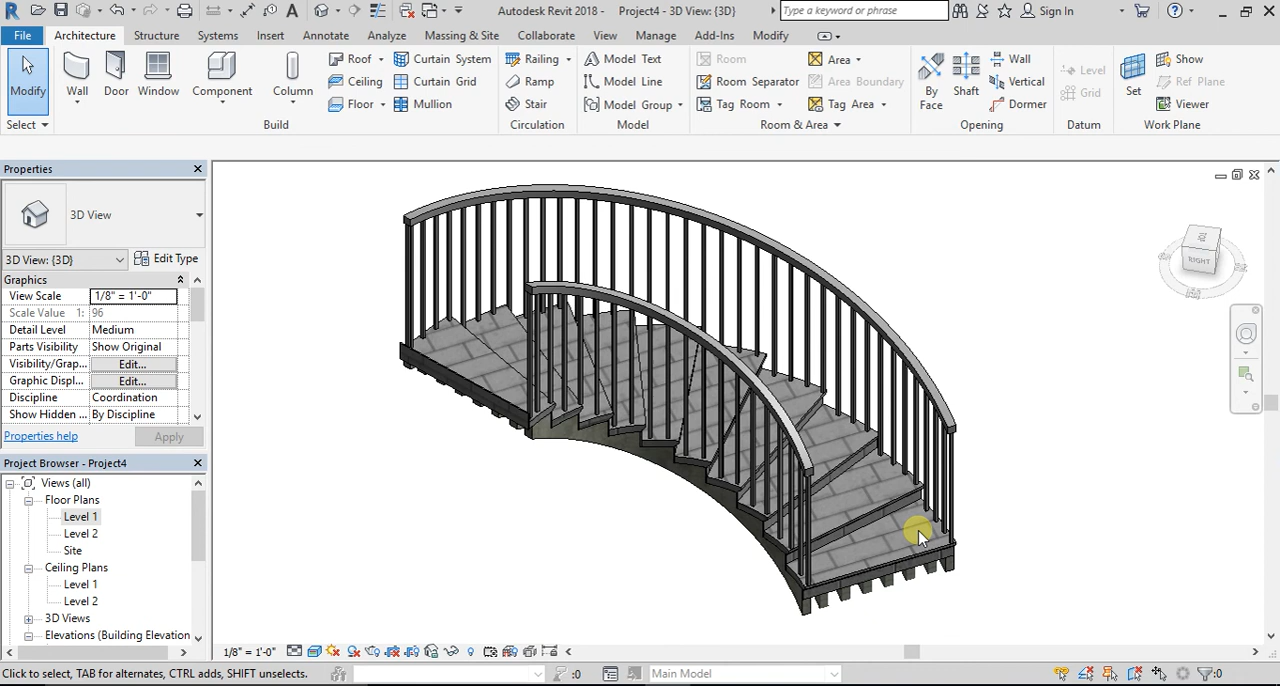 Autodesk Revit 2018 - Project4 - 3D View: {3D}
Type a keyword or phrase
Sign In
File Architecture Structure Systems Insert Annotate Analyze Massing & Site Collaborate View Manage Add-Ins Modify
Modify
Select
Wall
Door
Window
Component
Column
Roof
Ceiling
Floor
Curtain System
Curtain Grid
Mullion
Build
Railing
Ramp
Stair
Circulation
Model Text
Model Line
Model Group
Model
Room
Room Separator
Tag Room
Area
Area Boundary
Tag Area
Room & Area
By Face
Shaft
Wall
Vertical
Dormer
Opening
Level
Grid
Datum
Set
Show
Ref Plane
Viewer
Work Plane
Properties
3D View
3D View: {3D}
Edit Type
Graphics
View Scale 1/8" = 1'-0"
Scale Value 1: 96
Detail Level Medium
Parts Visibility Show Original
Visibility/Grap... Edit...
Graphic Displ... Edit...
Discipline Coordination
Show Hidden ... By Discipline
Properties help
Apply
Project Browser - Project4
Views (all)
Floor Plans
Level 1
Level 2
Site
Ceiling Plans
Level 1
Level 2
3D Views
Elevations (Building Elevation
RIGHT
1/8" = 1'-0"
Click to select, TAB for alternates, CTRL adds, SHIFT unselects.
:0
Main Model
:0